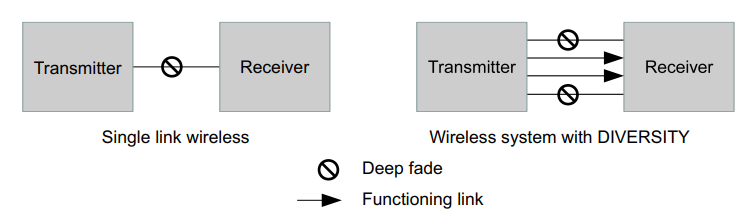 Transmitter
Receiver
Transmitter
Receiver
Single link wireless
Wireless system with DIVERSITY
Deep fade
Functioning link